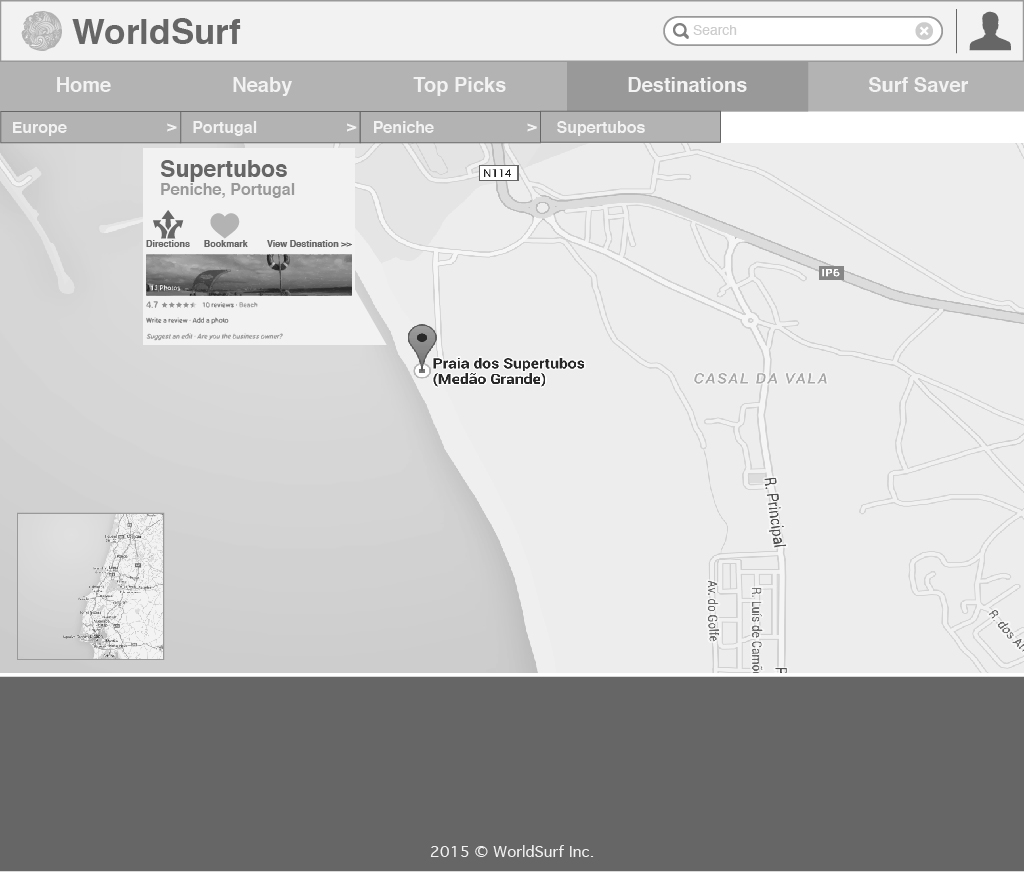 WorldSurf
Search
Home
Neaby
Top Picks
Destinations
Surf Saver
Europe >
Portugal >
Peniche >
Supertubos
Supertubos
Peniche, Portugal
Directions
Bookmark
View Destination >>
13 Photos
4.7 ★★★★★ 10 reviews · Beach
Write a review · Add a photo
Suggest an edit · Are you the business owner?
N114
IP6
Praia dos Supertubos
(Medão Grande)
CASAL DA VALA
R. Principal
Av. do Golfe
R. Luís de Camõ
R. dos
2015 © WorldSurf Inc.